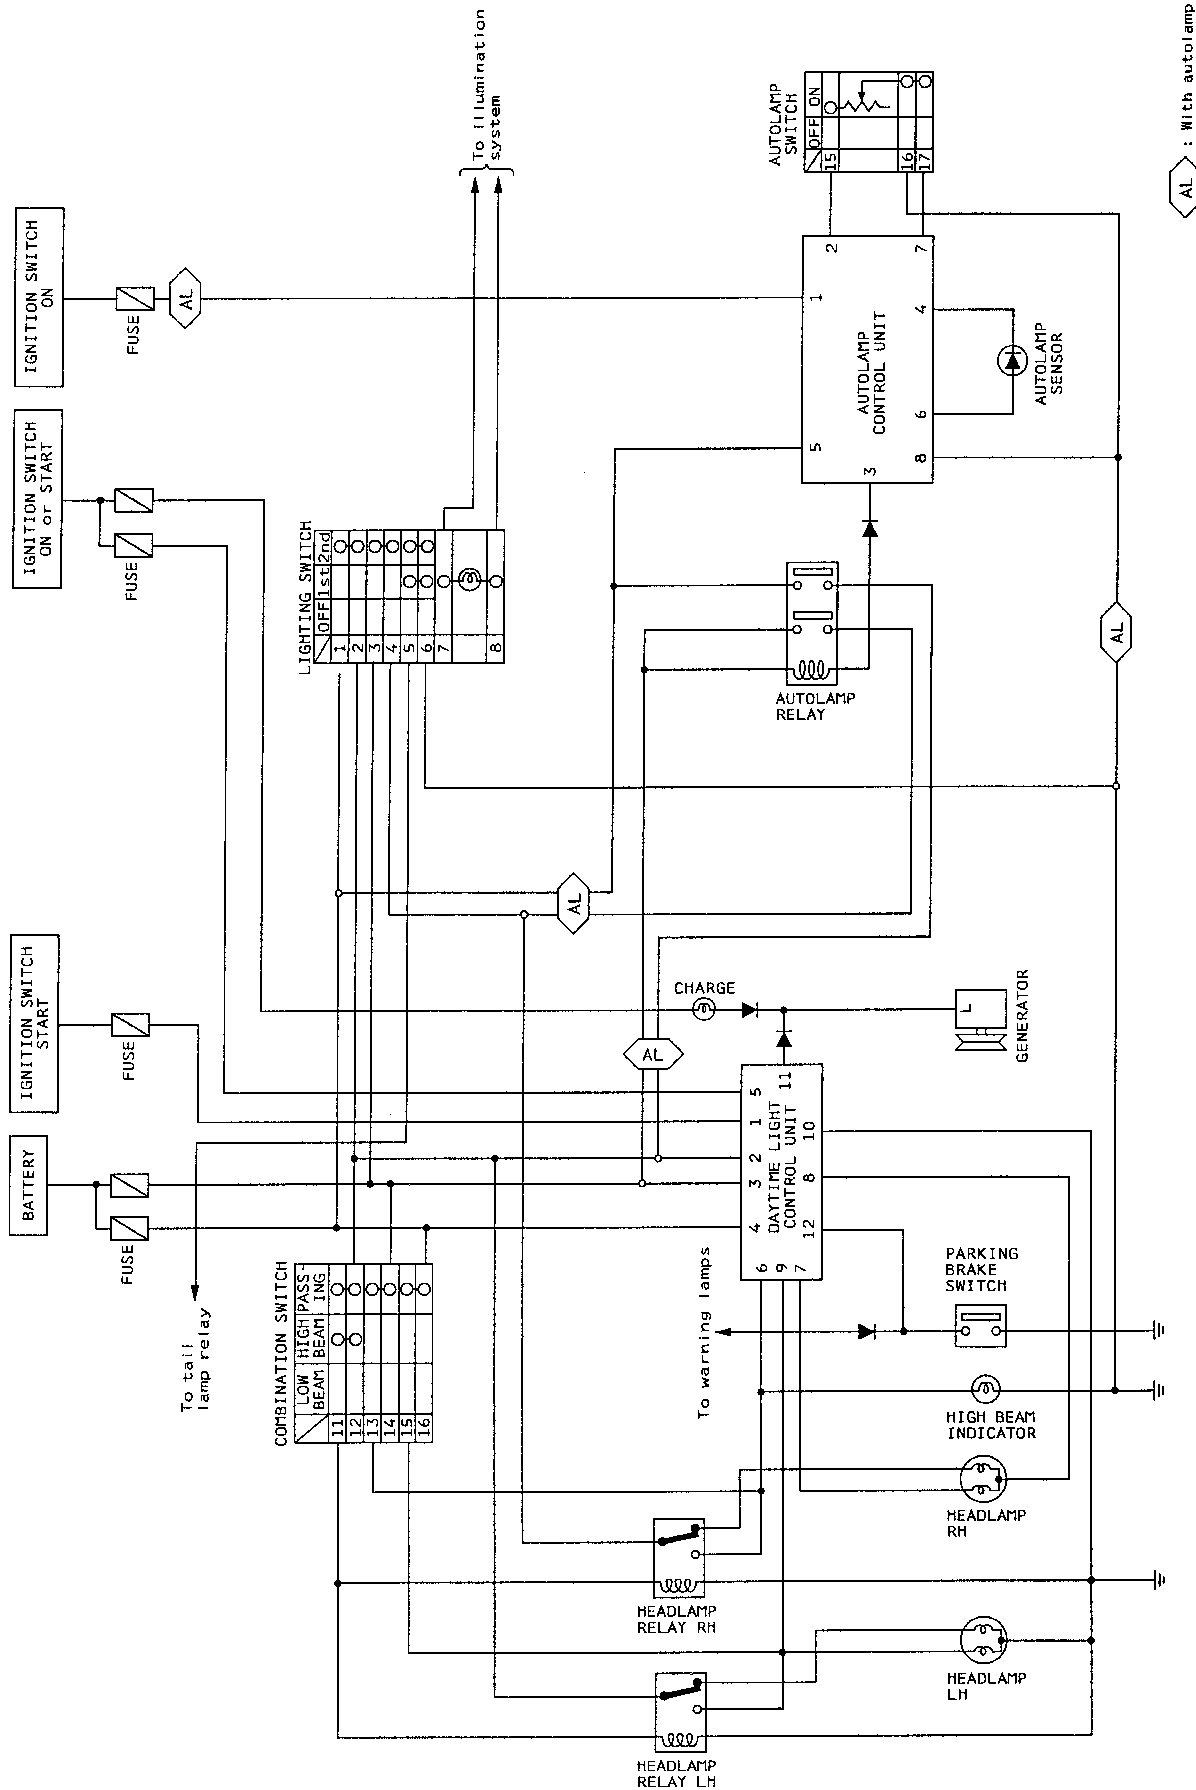 To illumination
system
AUTOLAMP
SWITCH
OFF ON
15
16
17
AL : With autolamp
IGNITION SWITCH
ON
FUSE
AL
2
7
1
4
AUTOLAMP
CONTROL UNIT
5
6
3
8
AUTOLAMP
SENSOR
IGNITION SWITCH
ON or START
FUSE
LIGHTING SWITCH
OFF 1st 2nd
1
2
3
4
5
6
7
8
AUTOLAMP
RELAY
AL
AL
IGNITION SWITCH
START
FUSE
CHARGE
L
GENERATOR
AL
BATTERY
FUSE
5
11
1
10
2
3
8
4
12
6
9
7
DAYTIME LIGHT
CONTROL UNIT
To tail
lamp relay
COMBINATION SWITCH
LOW BEAM
HIGH BEAM
PASS-
ING
11
12
13
14
15
16
To warning lamps
PARKING
BRAKE
SWITCH
HIGH BEAM
INDICATOR
HEADLAMP
RH
HEADLAMP
RELAY RH
HEADLAMP
LH
HEADLAMP
RELAY LH